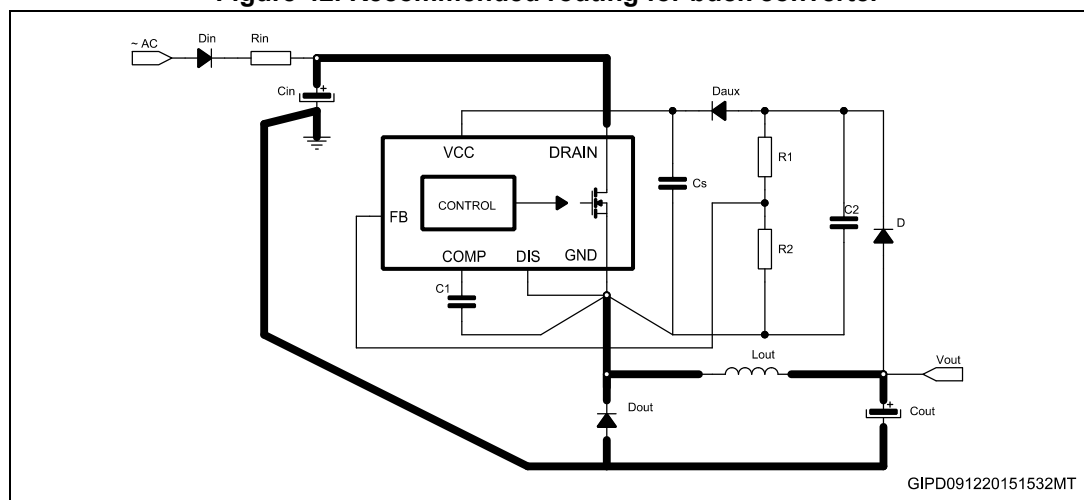 Figure 42. Recommended routing for buck converter
~ AC
Din
Rin
Cin
+
Daux
VCC
DRAIN
R1
Cs
CONTROL
FB
C2
D
R2
COMP
DIS
GND
C1
Lout
Vout
Dout
+
Cout
GIPD091220151532MT